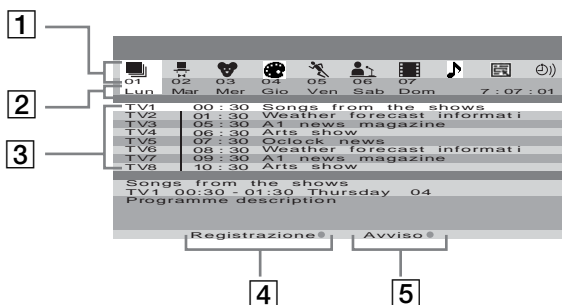 1
01 02 03 04 05 06 07
2
Lun Mar Mer Gio Ven Sab Dom 7:07:01
TV1 00:30 Songs from the shows
TV2 01:30 Weather forecast informati
TV3 05:30 A1 news magazine
3
TV4 06:30 Arts show
TV5 07:30 Oclock news
TV6 08:30 Weather forecast informati
TV7 09:30 A1 news magazine
TV8 10:30 Arts show
Songs from the shows
TV1 00:30 - 01:30 Thursday 04
Programme description
Registrazione Avviso
4 5